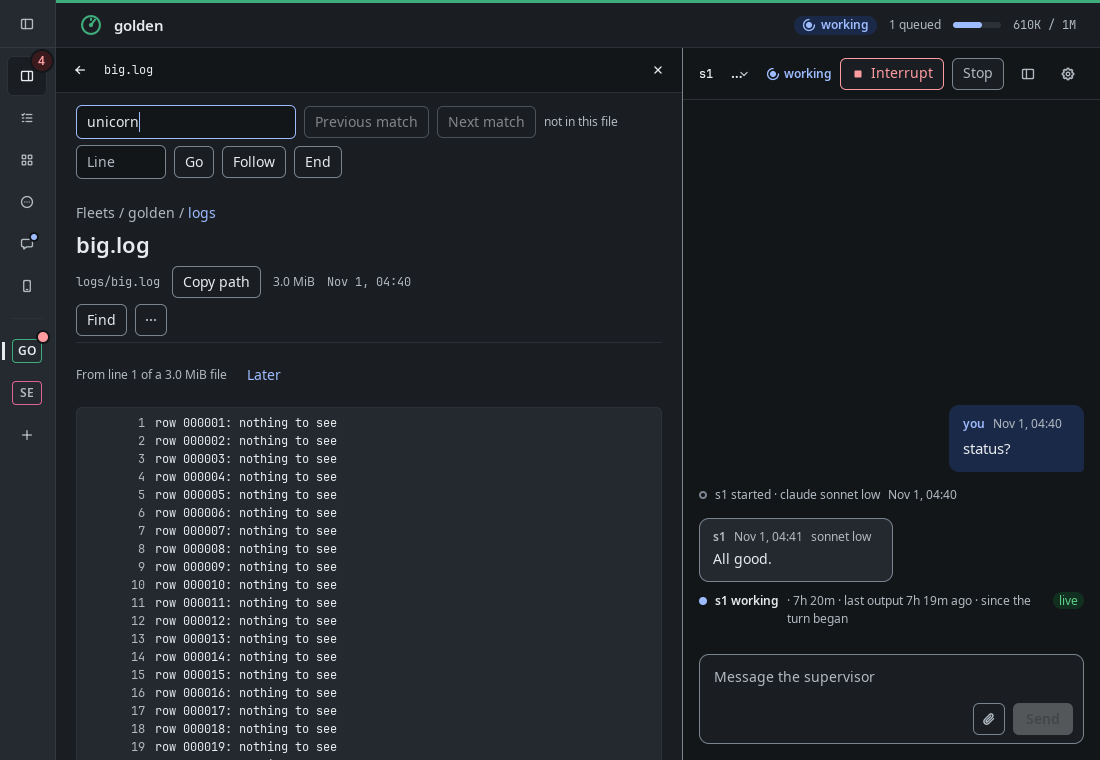 golden
working 1 queued 610K / 1M
4
big.log
unicorn Previous match Next match not in this file
Line Go Follow End
Fleets / golden / logs
big.log
logs/big.log Copy path 3.0 MiB Nov 1, 04:40
Find ...
From line 1 of a 3.0 MiB file Later
1 row 000001: nothing to see
2 row 000002: nothing to see
3 row 000003: nothing to see
4 row 000004: nothing to see
5 row 000005: nothing to see
6 row 000006: nothing to see
7 row 000007: nothing to see
8 row 000008: nothing to see
9 row 000009: nothing to see
10 row 000010: nothing to see
11 row 000011: nothing to see
12 row 000012: nothing to see
13 row 000013: nothing to see
14 row 000014: nothing to see
15 row 000015: nothing to see
16 row 000016: nothing to see
17 row 000017: nothing to see
18 row 000018: nothing to see
19 row 000019: nothing to see
GO
SE
s1 ... working Interrupt Stop
you Nov 1, 04:40
status?
s1 started · claude sonnet low Nov 1, 04:40
s1 Nov 1, 04:41 sonnet low
All good.
s1 working · 7h 20m · last output 7h 19m ago · since the live
turn began
Message the supervisor
Send